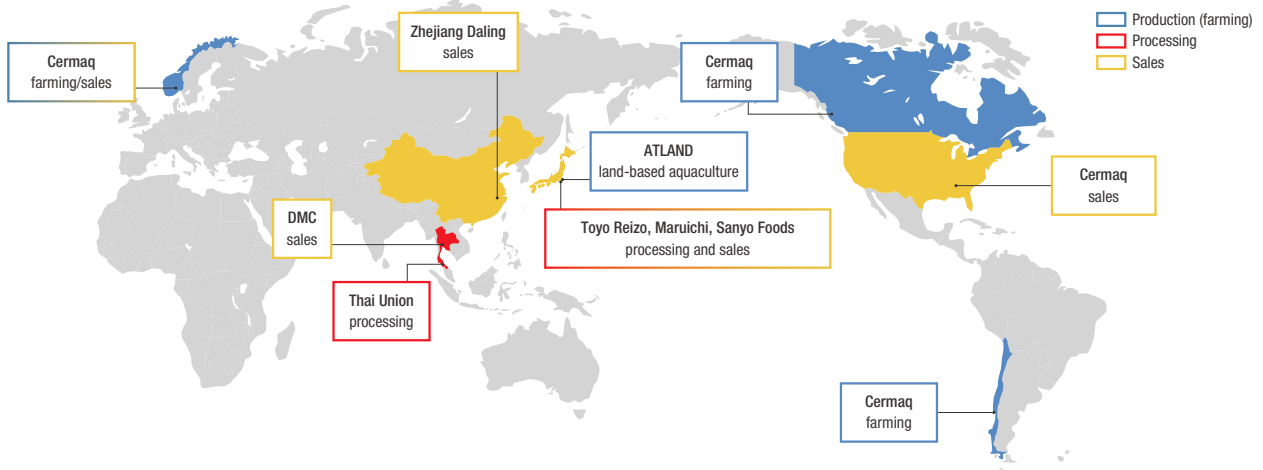 Production (farming)
Processing
Sales
Zhejiang Daling
sales
Cermaq
farming/sales
Cermaq
farming
ATLAND
land-based aquaculture
Cermaq
sales
DMC
sales
Toyo Reizo, Maruichi, Sanyo Foods
processing and sales
Thai Union
processing
Cermaq
farming